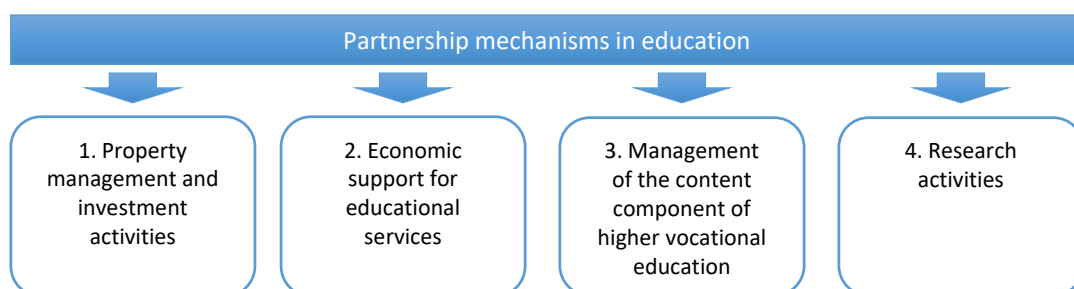 Partnership mechanisms in education
1. Property
management and
investment
activities
2. Economic
support for
educational
services
3. Management
of the content
component of
higher vocational
education
4. Research
activities